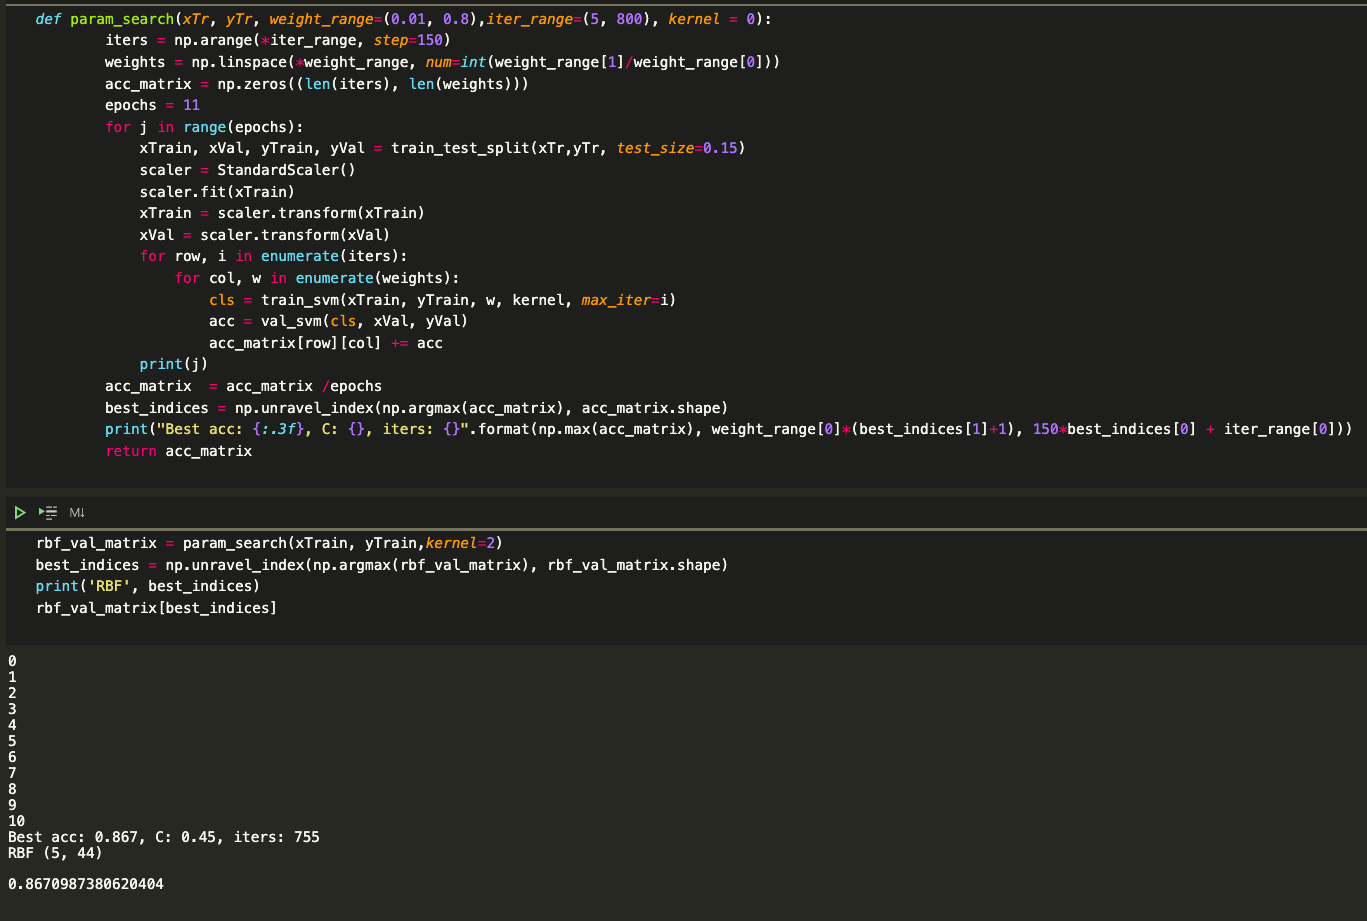 def param_search(xTr, yTr, weight_range=(0.01, 0.8),iter_range=(5, 800), kernel = 0):
        iters = np.arange(*iter_range, step=150)
        weights = np.linspace(*weight_range, num=int(weight_range[1]/weight_range[0]))
        acc_matrix = np.zeros((len(iters), len(weights)))
        epochs = 11
        for j in range(epochs):
            xTrain, xVal, yTrain, yVal = train_test_split(xTr,yTr, test_size=0.15)
            scaler = StandardScaler()
            scaler.fit(xTrain)
            xTrain = scaler.transform(xTrain)
            xVal = scaler.transform(xVal)
            for row, i in enumerate(iters):
                for col, w in enumerate(weights):
                    cls = train_svm(xTrain, yTrain, w, kernel, max_iter=i)
                    acc = val_svm(cls, xVal, yVal)
                    acc_matrix[row][col] += acc
            print(j)
        acc_matrix  = acc_matrix /epochs
        best_indices = np.unravel_index(np.argmax(acc_matrix), acc_matrix.shape)
        print("Best acc: {:.3f}, C: {}, iters: {}".format(np.max(acc_matrix), weight_range[0]*(best_indices[1]+1), 150*best_indices[0] + iter_range[0]))
        return acc_matrix
M↓
rbf_val_matrix = param_search(xTrain, yTrain,kernel=2)
best_indices = np.unravel_index(np.argmax(rbf_val_matrix), rbf_val_matrix.shape)
print('RBF', best_indices)
rbf_val_matrix[best_indices]
0
1
2
3
4
5
6
7
8
9
10
Best acc: 0.867, C: 0.45, iters: 755
RBF (5, 44)
0.8670987380620404